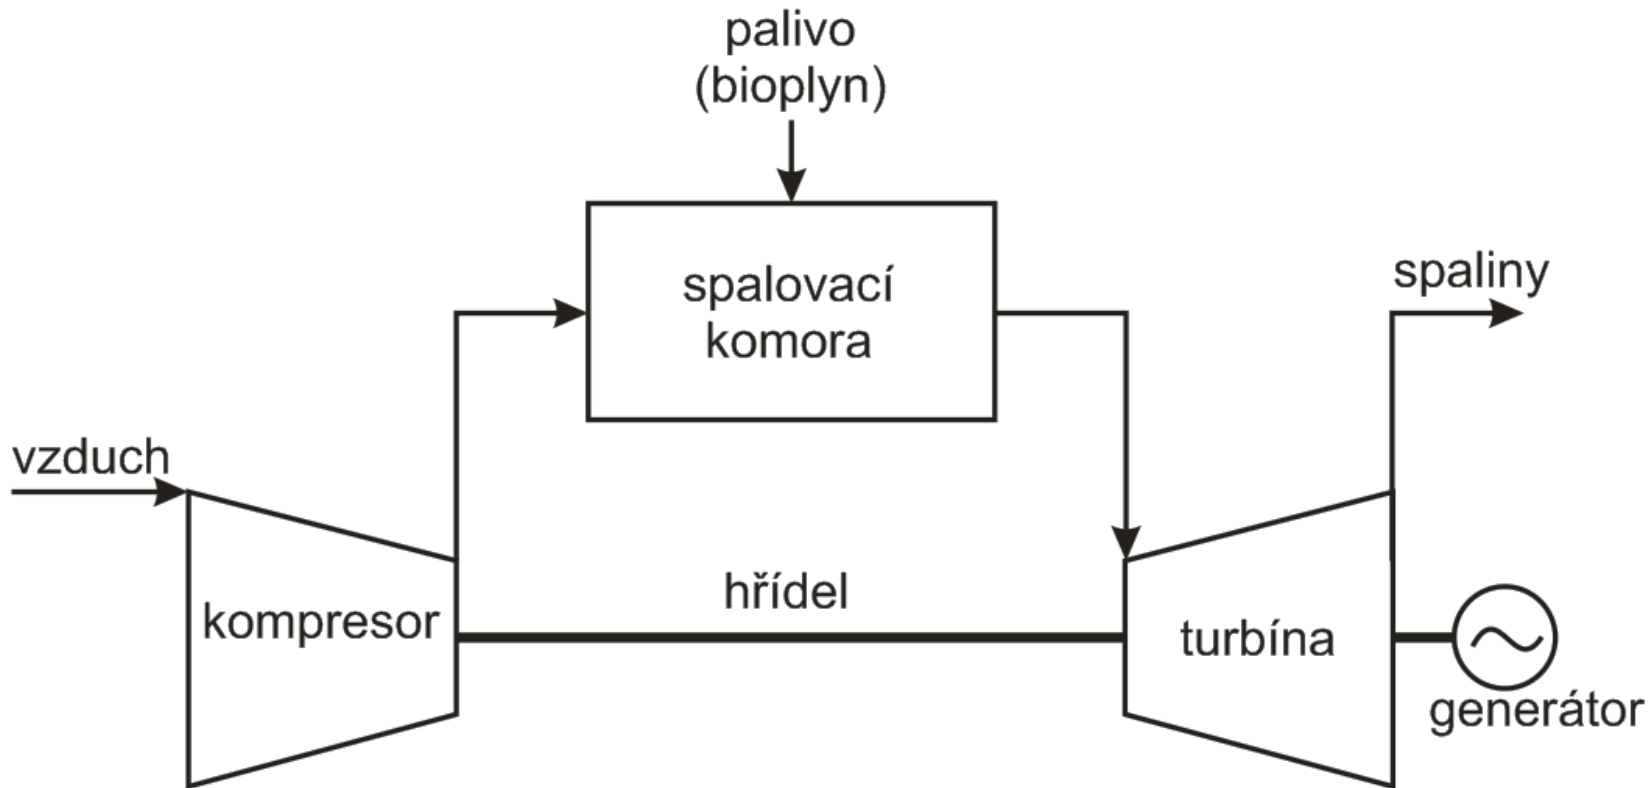 palivo
(bioplyn)
spalovací
komora
spaliny
vzduch
hřídel
kompresor
turbína
generátor